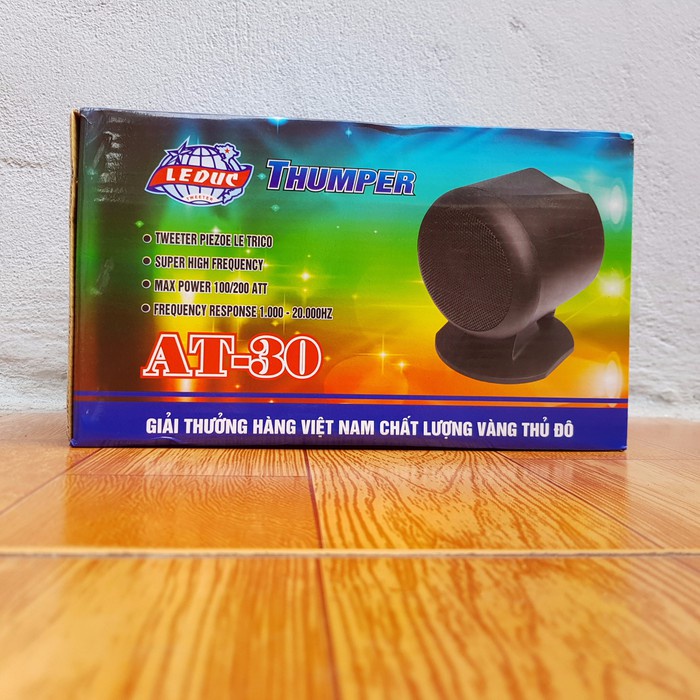 LEDUC
TWEETER
THUMPER
• TWEETER PIEZOE LE TRICO
• SUPER HIGH FREQUENCY
• MAX POWER 100/200 ATT
• FREQUENCY RESPONSE 1.000 - 20.000HZ
AT-30
GIẢI THƯỞNG HÀNG VIỆT NAM CHẤT LƯỢNG VÀNG THỦ ĐÔ